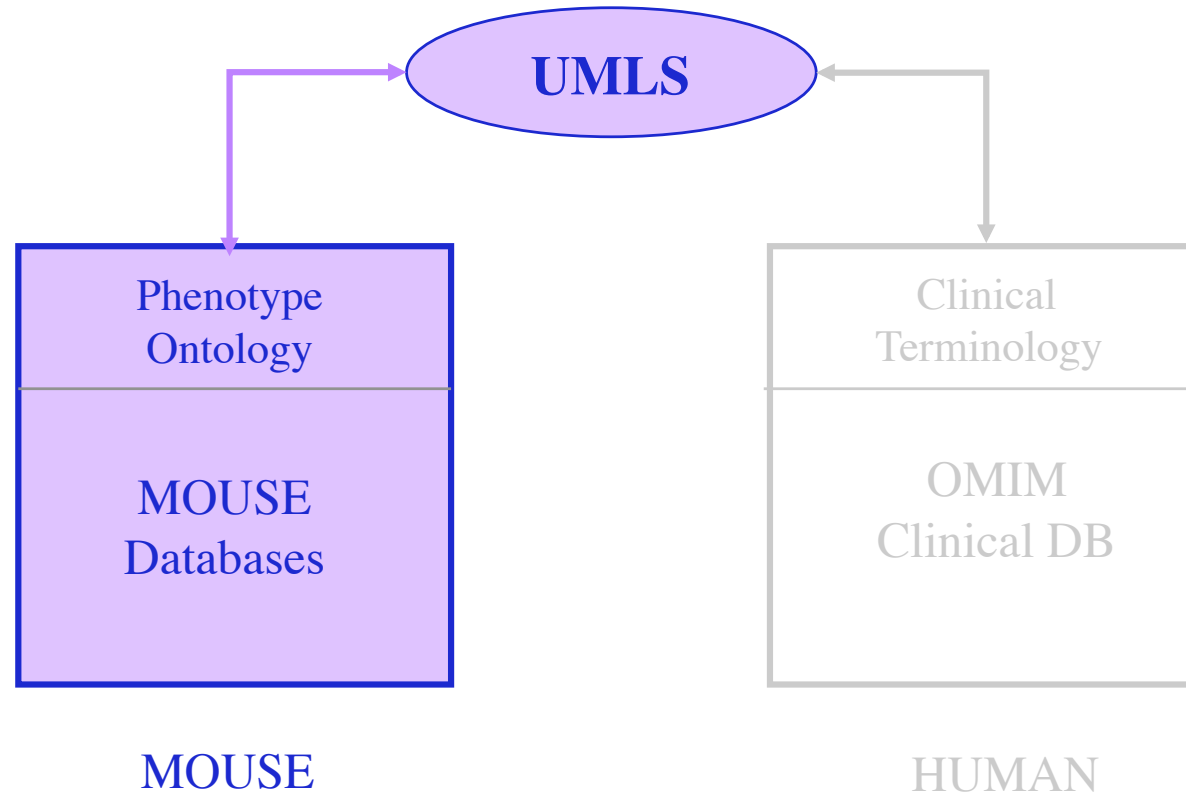 UMLS
Phenotype
Ontology
MOUSE
Databases
MOUSE
Clinical
Terminology
OMIM
Clinical DB
HUMAN